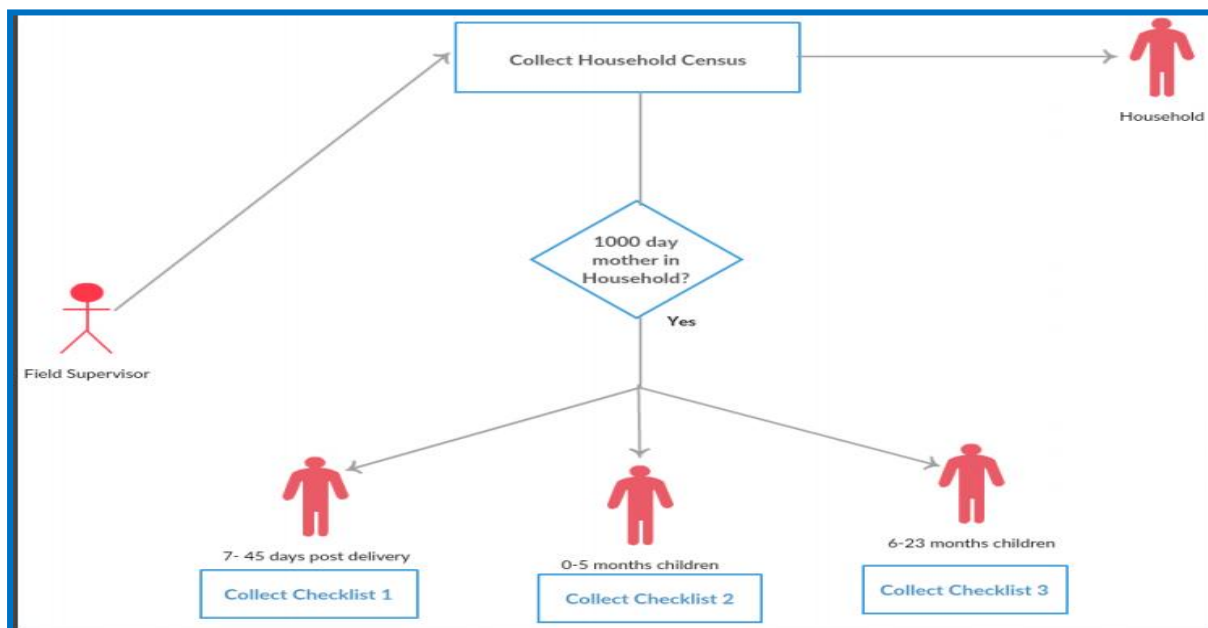 Collect Household Census
Household
1000 day
mother in
Household?
Yes
Field Supervisor
7- 45 days post delivery
0-5 months children
6-23 months children
Collect Checklist 1
Collect Checklist 2
Collect Checklist 3